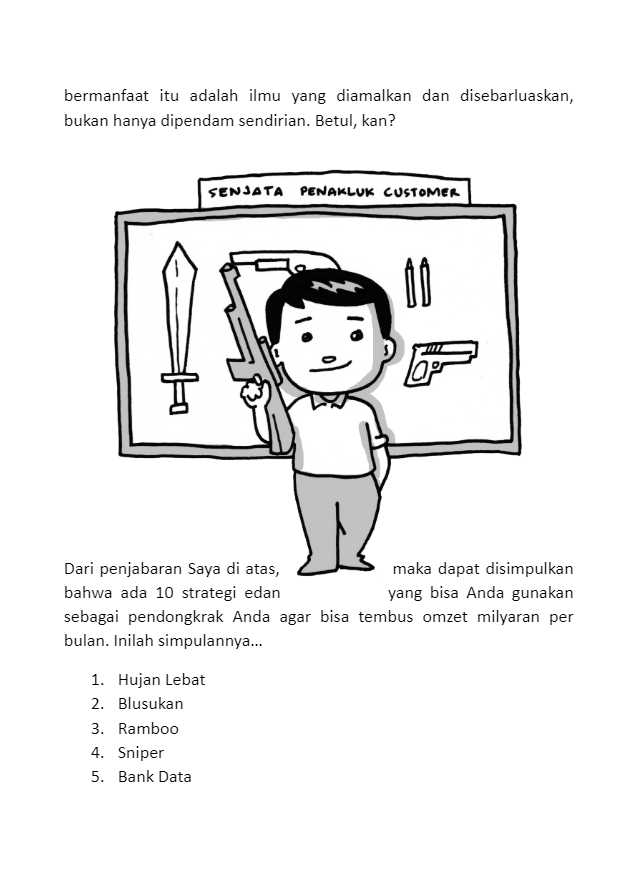 bermanfaat itu adalah ilmu yang diamalkan dan disebarluaskan,
bukan hanya dipendam sendirian. Betul, kan?
SENJATA PENAKLUK CUSTOMER
Dari penjabaran Saya di atas, maka dapat disimpulkan
bahwa ada 10 strategi edan yang bisa Anda gunakan
sebagai pendongkrak Anda agar bisa tembus omzet milyaran per
bulan. Inilah simpulannya...
1. Hujan Lebat
2. Blusukan
3. Ramboo
4. Sniper
5. Bank Data